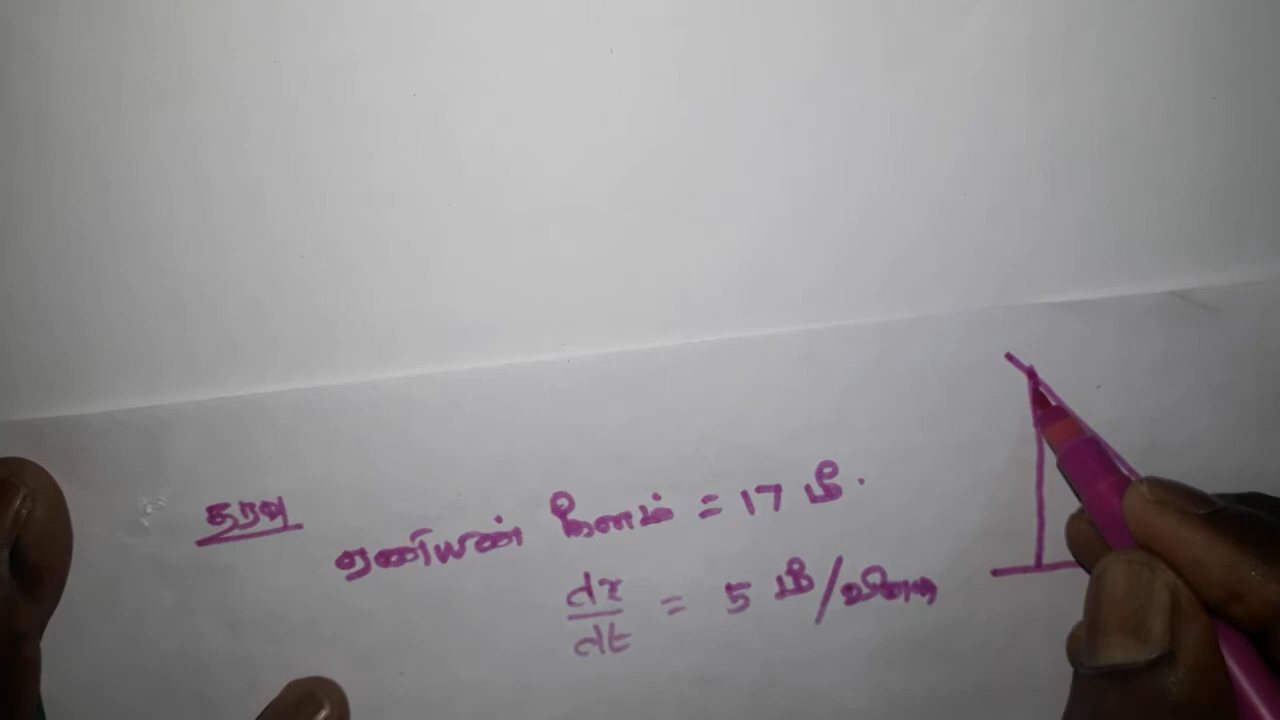 தரவு
ஏணியின் நீளம் = 17 மீ.
dx/dt = 5 மீ/வினாடி